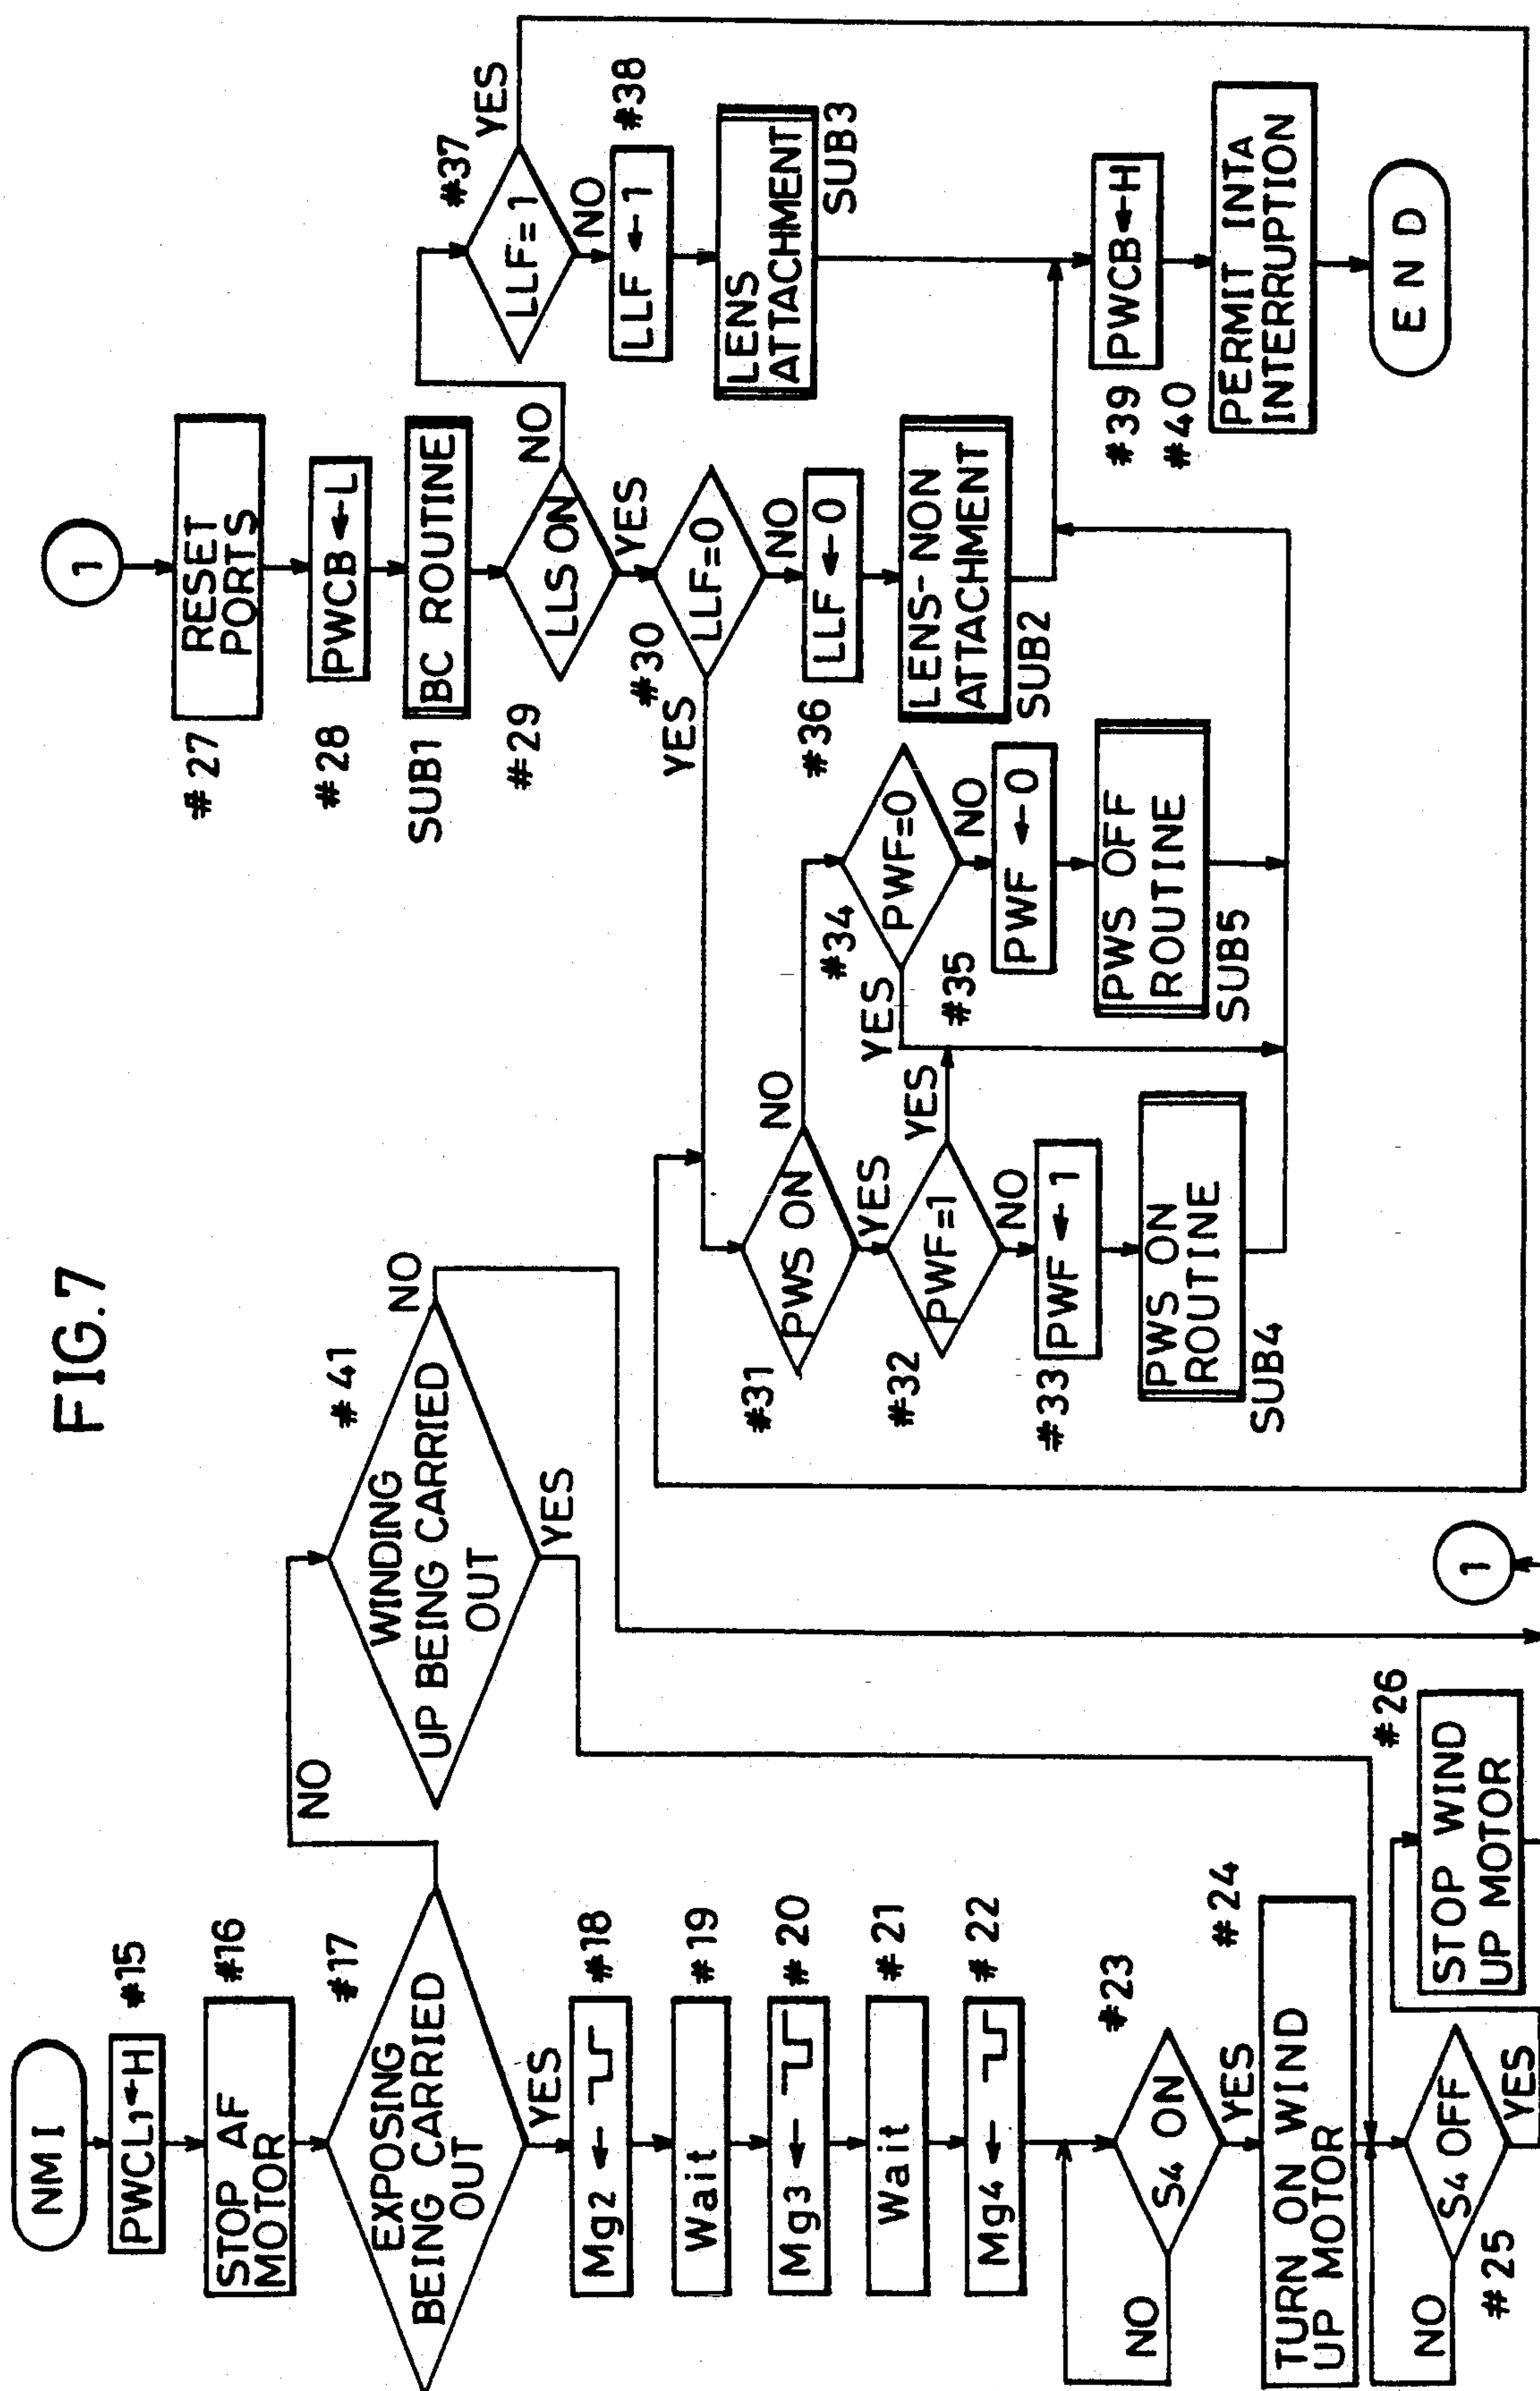 FIG.7
NMI
PWCL1←H
#15
STOP AF
MOTOR
#16
EXPOSING
BEING CARRIED
OUT
#17
NO
YES
Mg2 ←
#18
Wait
#19
Mg3 ←
#20
Wait
#21
Mg4 ←
#22
S4 ON
#23
NO
YES
TURN ON WIND
UP MOTOR
#24
S4 OFF
#25
NO
YES
STOP WIND
UP MOTOR
#26
1
WINDING
UP BEING CARRIED
OUT
#41
NO
YES
1
RESET
PORTS
#27
PWCB←L
#28
BC ROUTINE
SUB1
LLS ON
#29
NO
YES
LLF=0
#30
YES
NO
PWS ON
#31
NO
YES
PWF=1
#32
YES
NO
PWF←1
#33
PWS ON
ROUTINE
SUB4
PWF=0
#34
YES
NO
PWF ←0
#35
PWS OFF
ROUTINE
SUB5
LLF←0
#36
LENS-NON
ATTACHMENT
SUB2
LLF=1
#37
YES
NO
LLF ←1
#38
LENS
ATTACHMENT
SUB3
PWCB←H
#39
PERMIT INTA
INTERRUPTION
#40
END